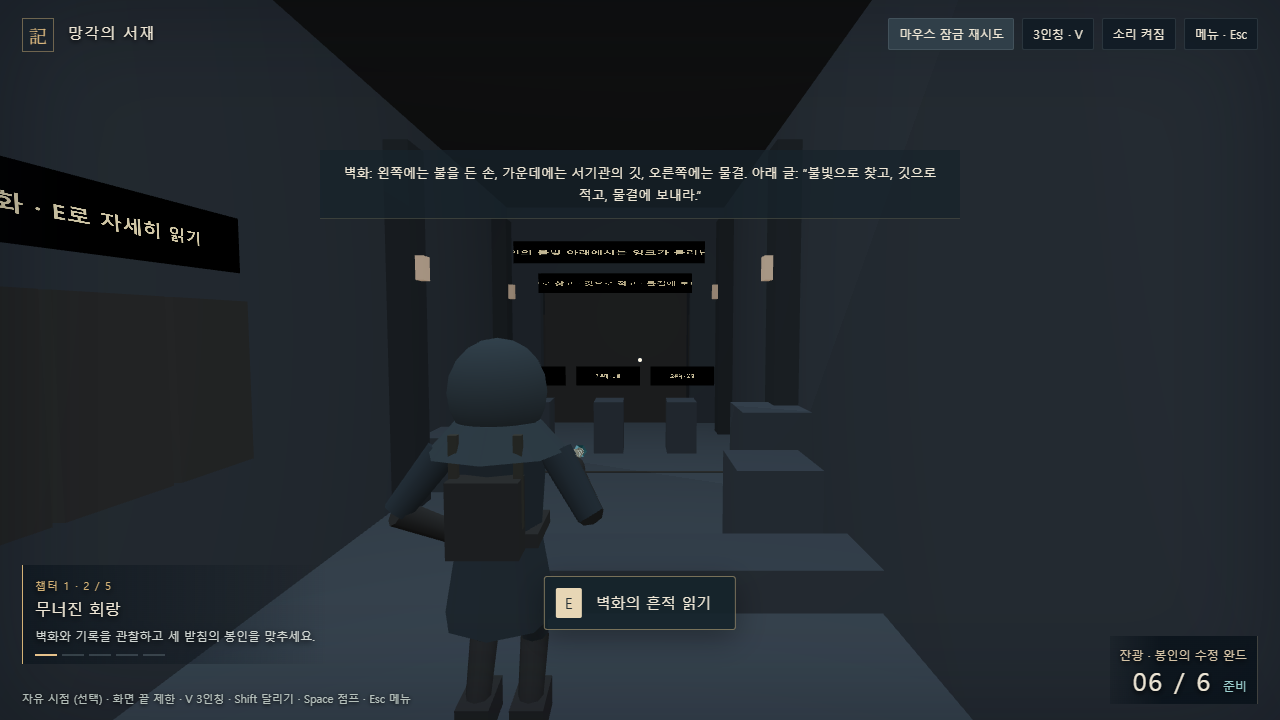 記 망각의 서재
마우스 잠금 재시도
3인칭 · V
소리 켜짐
메뉴 · Esc
벽화: 왼쪽에는 불을 든 손, 가운데에는 서기관의 깃, 오른쪽에는 물결. 아래 글: "불빛으로 찾고, 깃으로
적고, 물결에 보내라."
화 · E로 자세히 읽기
챕터 1 · 2 / 5
무너진 회랑
벽화와 기록을 관찰하고 세 받침의 봉인을 맞추세요.
E 벽화의 흔적 읽기
잔광 · 봉인의 수정 완드
06 / 6 준비
자유 시점 (선택) · 화면 끝 제한 · V 3인칭 · Shift 달리기 · Space 점프 · Esc 메뉴